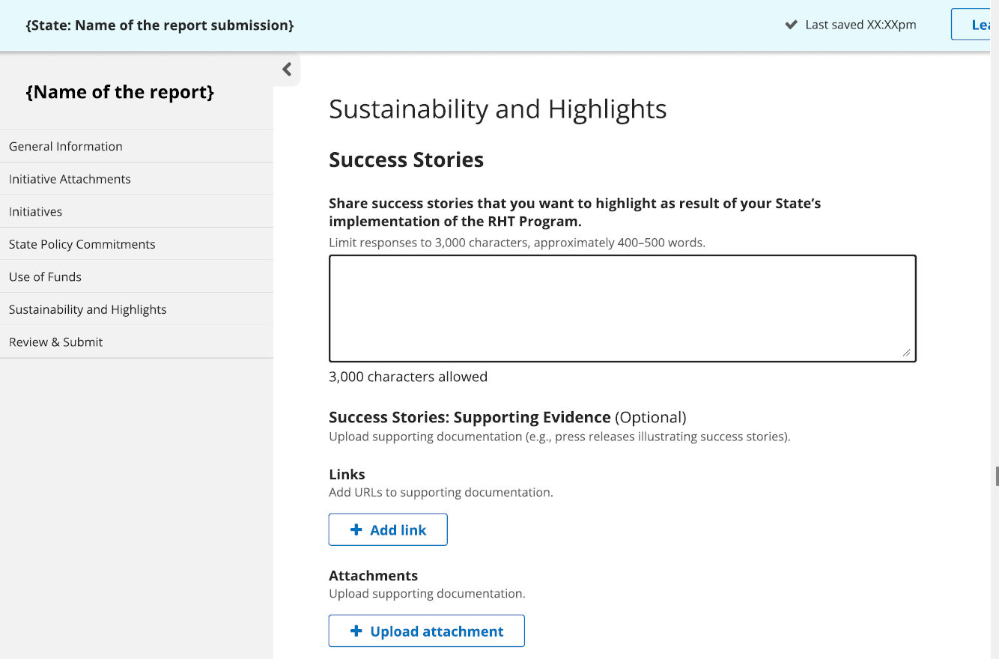 {State: Name of the report submission}
Last saved XX:XXpm
{Name of the report}
General Information
Initiative Attachments
Initiatives
State Policy Commitments
Use of Funds
Sustainability and Highlights
Review & Submit
Sustainability and Highlights
Success Stories
Share success stories that you want to highlight as result of your State’s
implementation of the RHT Program.
Limit responses to 3,000 characters, approximately 400–500 words.
3,000 characters allowed
Success Stories: Supporting Evidence (Optional)
Upload supporting documentation (e.g., press releases illustrating success stories).
Links
Add URLs to supporting documentation.
Add link
Attachments
Upload supporting documentation.
Upload attachment